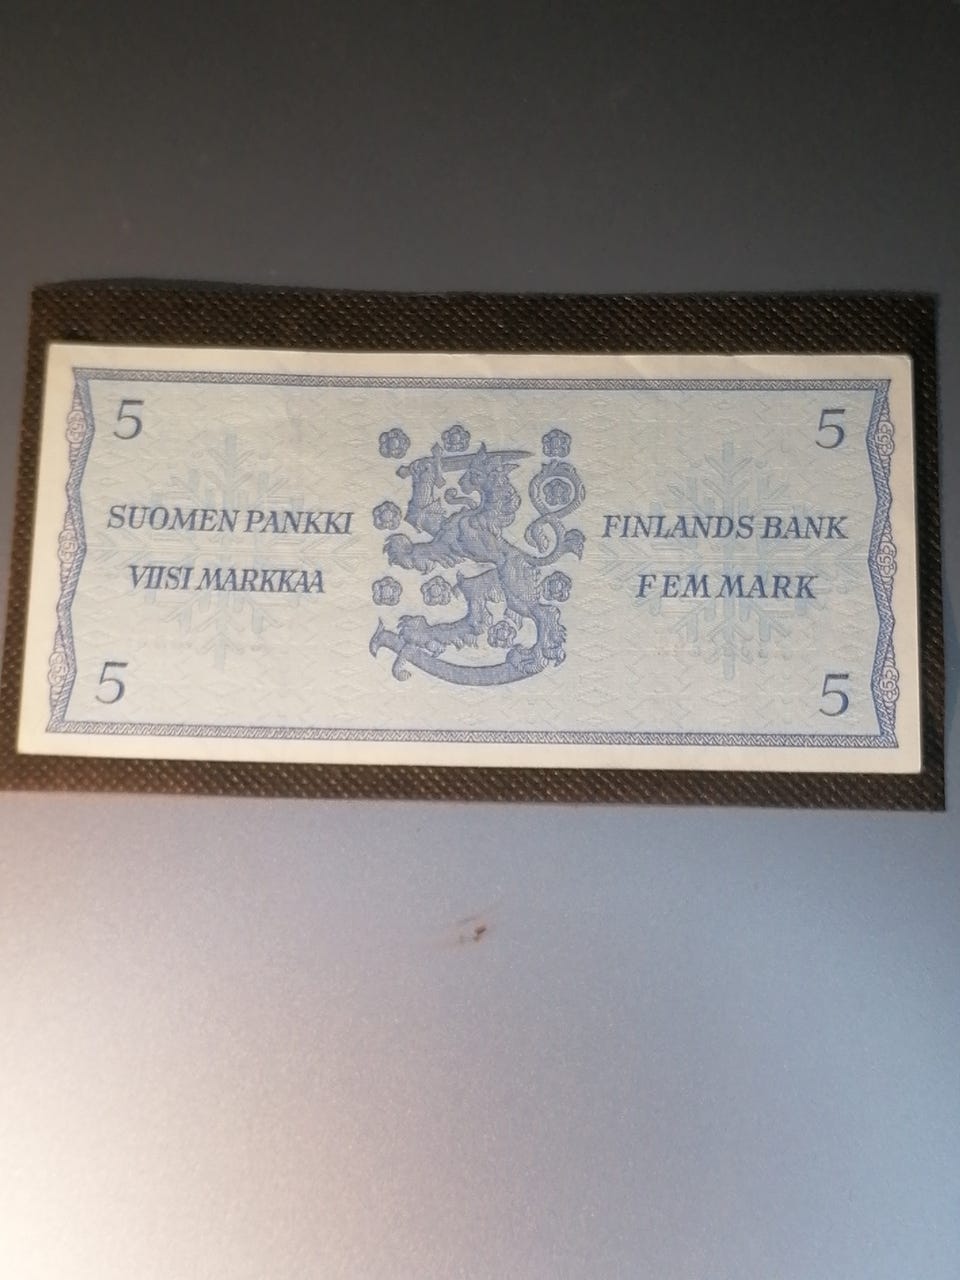 5
5
SUOMEN PANKKI
VIISI MARKKAA
FINLANDS BANK
FEM MARK
5
5